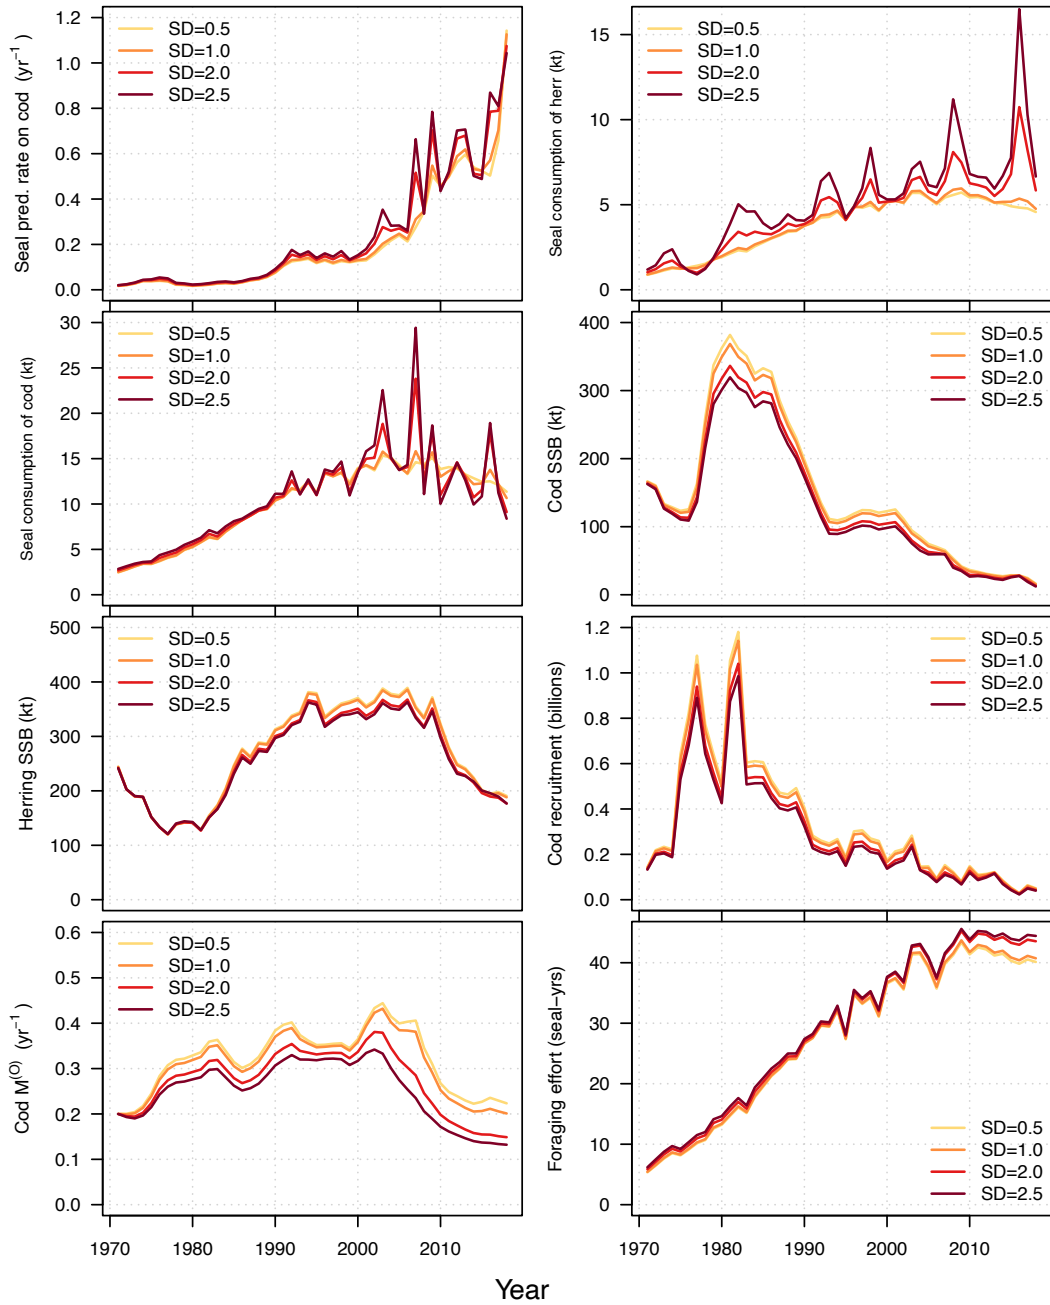 Seal pred. rate on cod (yr⁻¹)
1.2
1.0
0.8
0.6
0.4
0.2
0.0
SD=0.5
SD=1.0
SD=2.0
SD=2.5
Seal consumption of herr (kt)
15
10
5
0
SD=0.5
SD=1.0
SD=2.0
SD=2.5
Seal consumption of cod (kt)
30
25
20
15
10
5
0
SD=0.5
SD=1.0
SD=2.0
SD=2.5
Cod SSB (kt)
400
300
200
100
0
SD=0.5
SD=1.0
SD=2.0
SD=2.5
Herring SSB (kt)
500
400
300
200
100
0
SD=0.5
SD=1.0
SD=2.0
SD=2.5
Cod recruitment (billions)
1.2
1.0
0.8
0.6
0.4
0.2
0.0
SD=0.5
SD=1.0
SD=2.0
SD=2.5
Cod M⁽ᴼ⁾ (yr⁻¹)
0.6
0.5
0.4
0.3
0.2
0.1
0.0
SD=0.5
SD=1.0
SD=2.0
SD=2.5
1970 1980 1990 2000 2010
Foraging effort (seal−yrs)
40
30
20
10
0
SD=0.5
SD=1.0
SD=2.0
SD=2.5
1970 1980 1990 2000 2010
Year